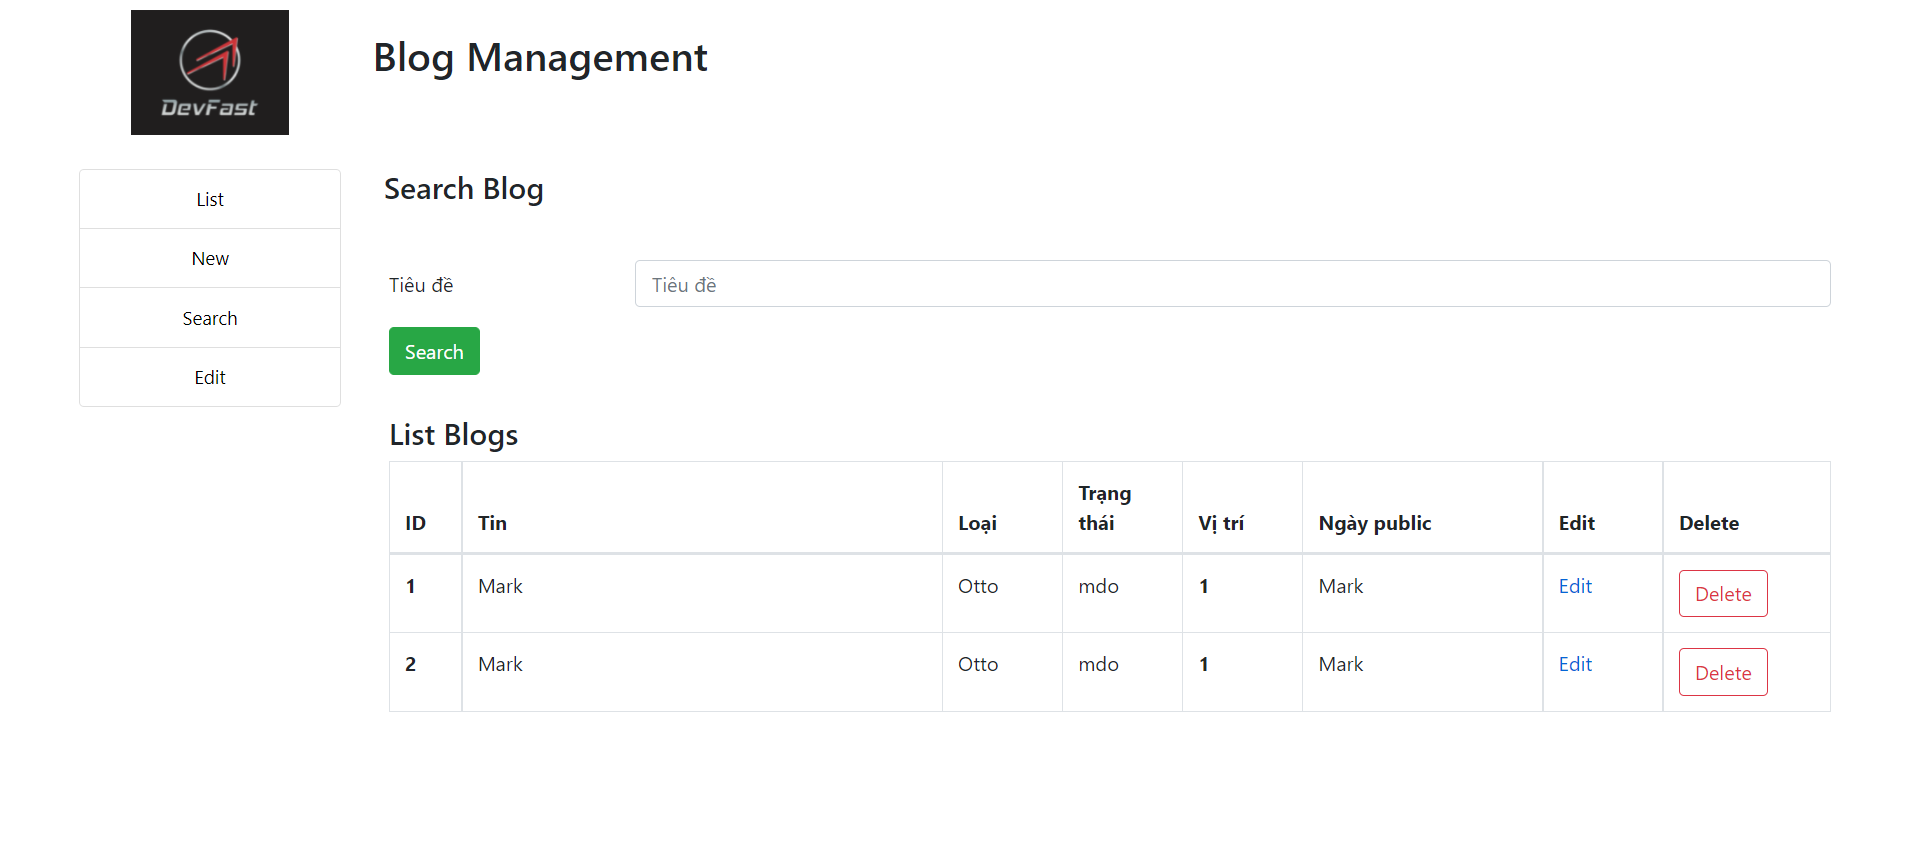 DevFast
Blog Management
List
New
Search
Edit
Search Blog
Tiêu đề
Tiêu đề
Search
List Blogs
ID Tin Loại Trạng thái Vị trí Ngày public Edit Delete
1 Mark Otto mdo 1 Mark Edit Delete
2 Mark Otto mdo 1 Mark Edit Delete